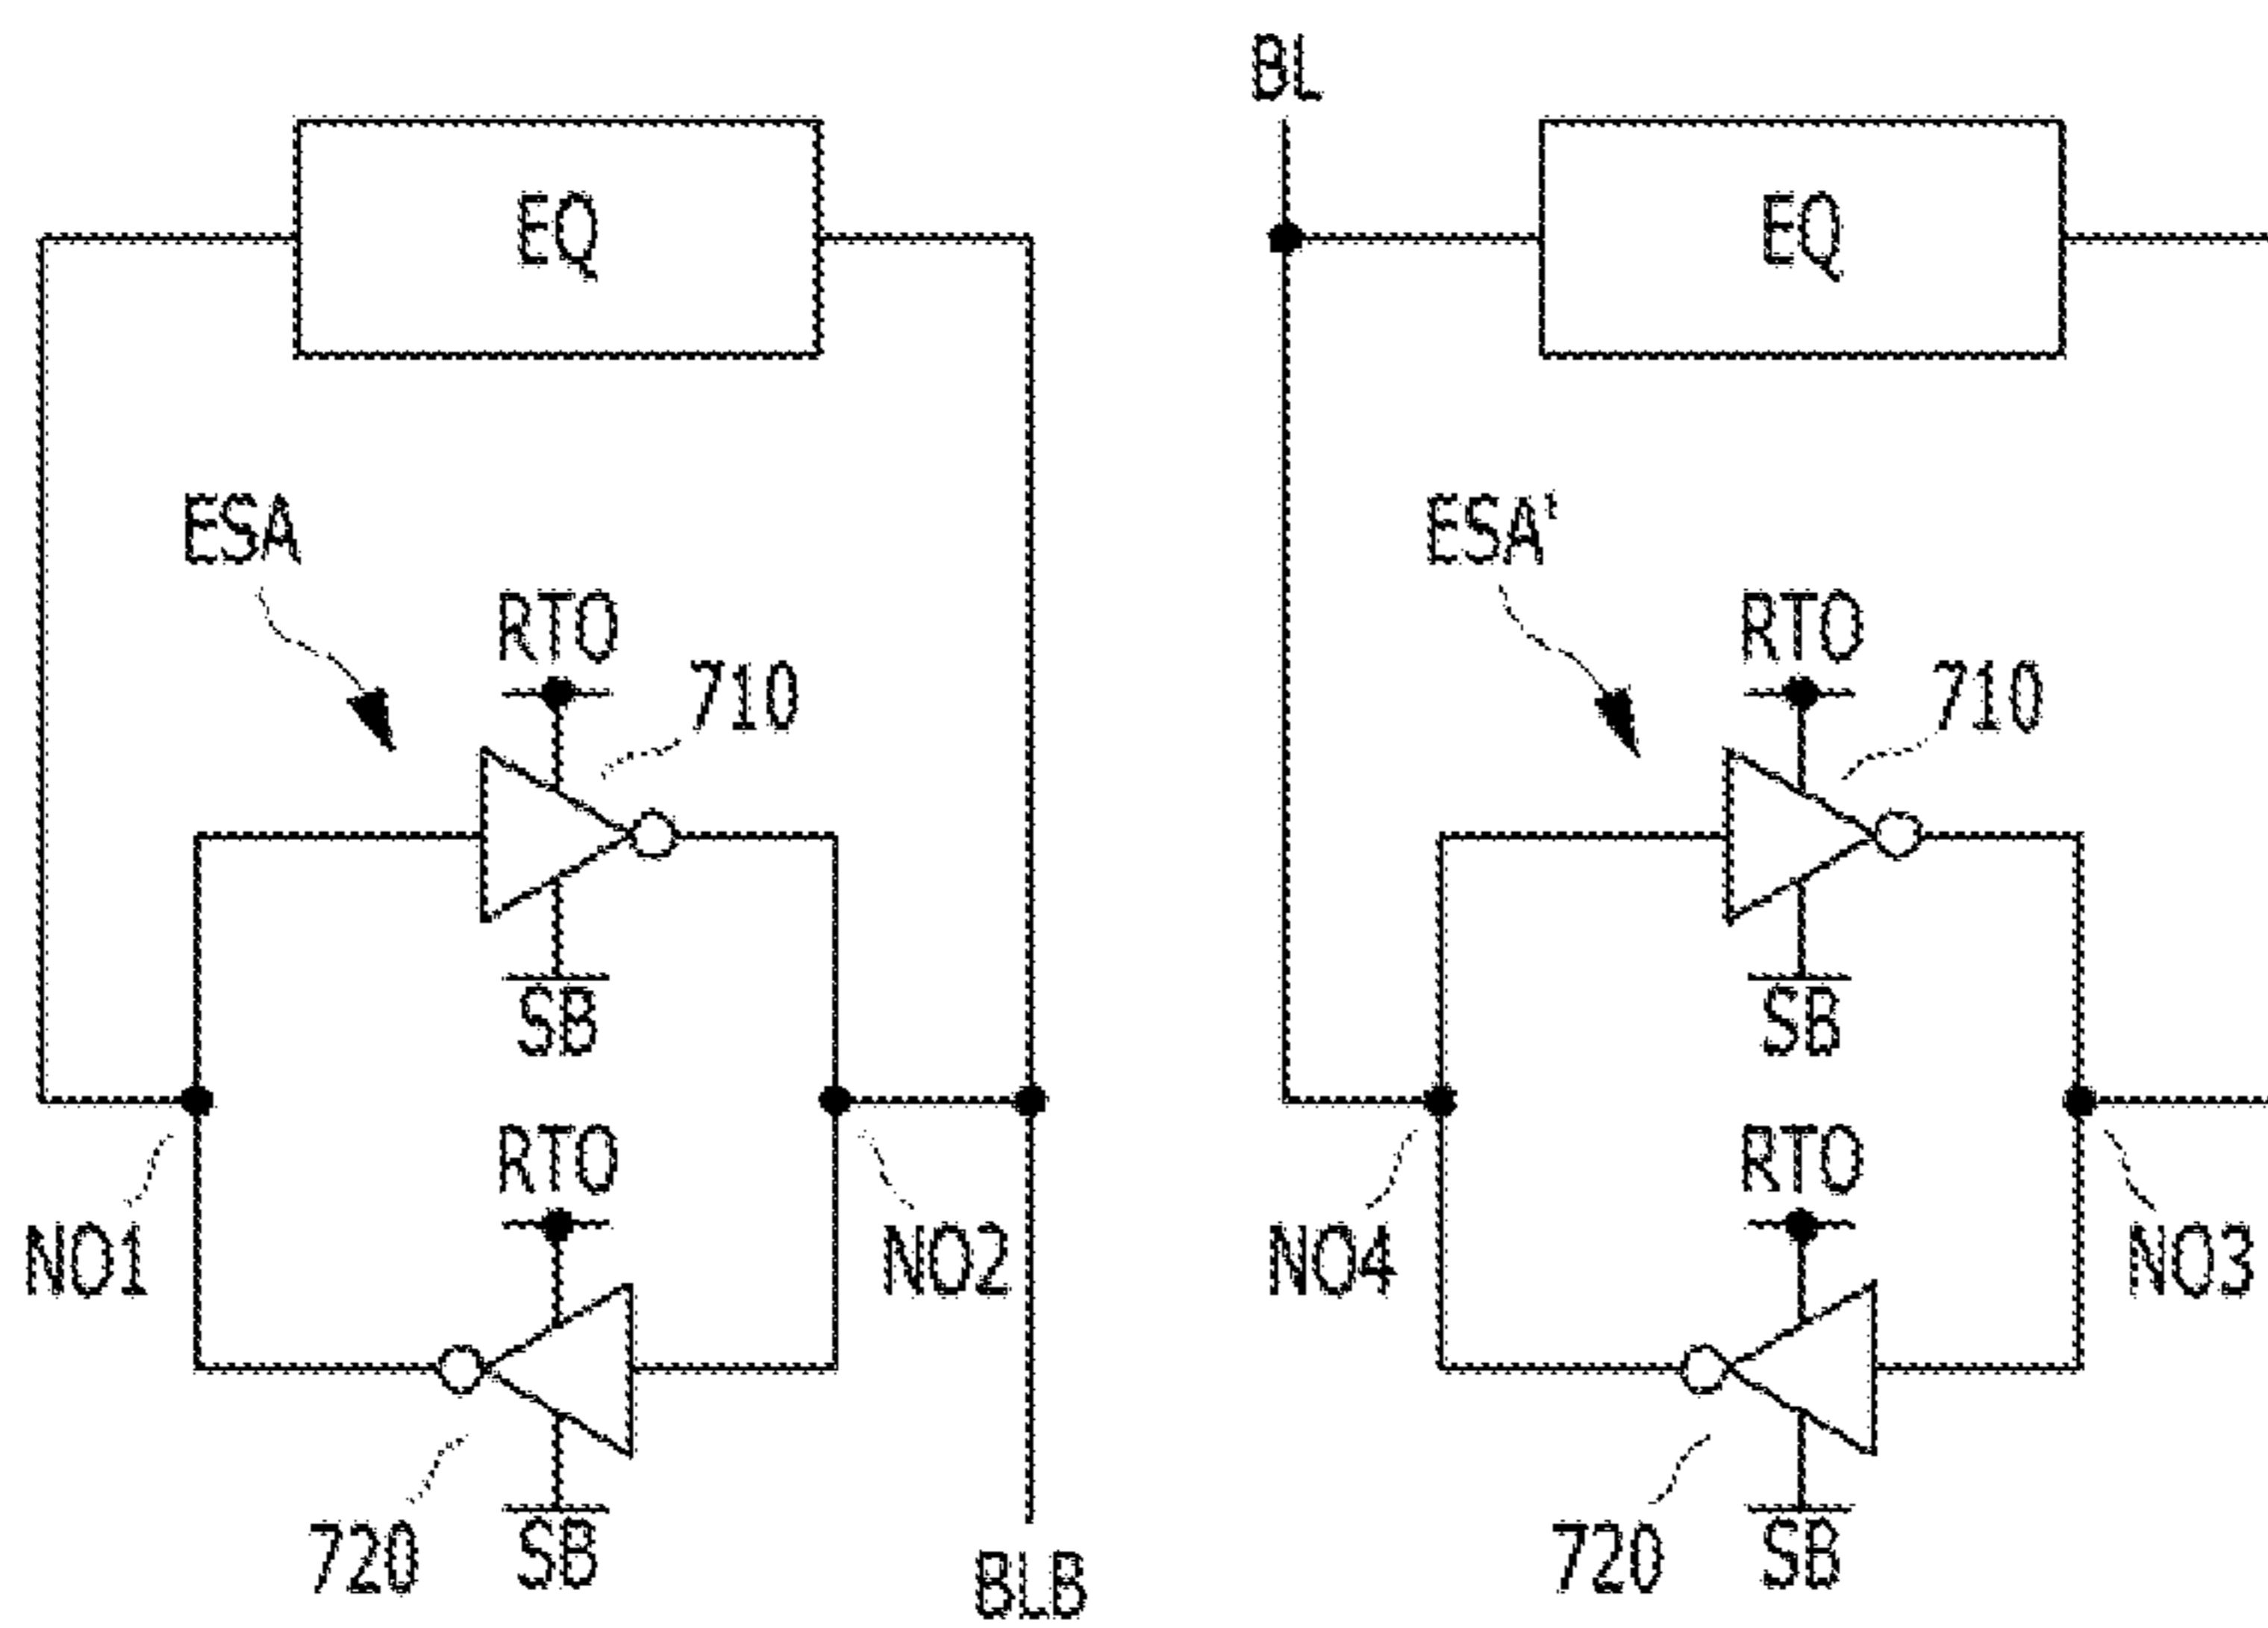 BL
EQ
EQ
ESA
ESA'
RTO
RTO
710
710
SB
SB
RTO
RTO
NO1
NO2
NO4
NO3
720
SB
720
SB
BLB